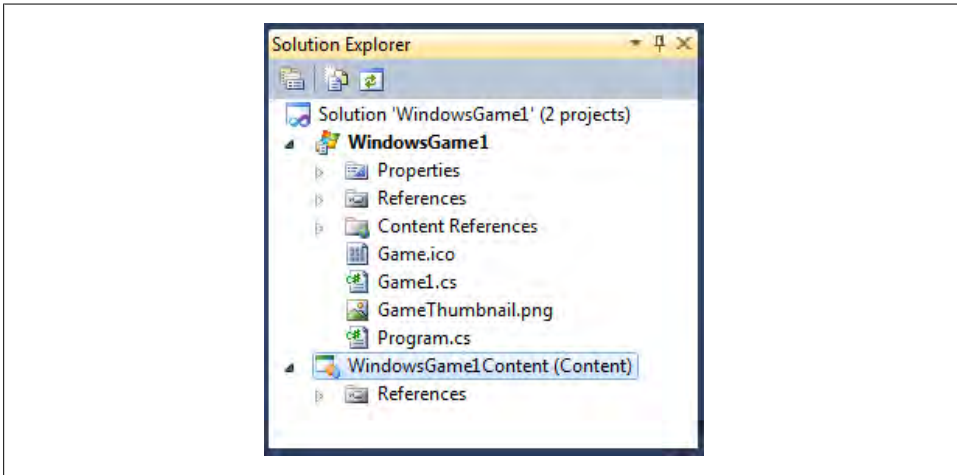 Solution Explorer
Solution 'WindowsGame1' (2 projects)
WindowsGame1
Properties
References
Content References
Game.ico
Game1.cs
GameThumbnail.png
Program.cs
WindowsGame1Content (Content)
References